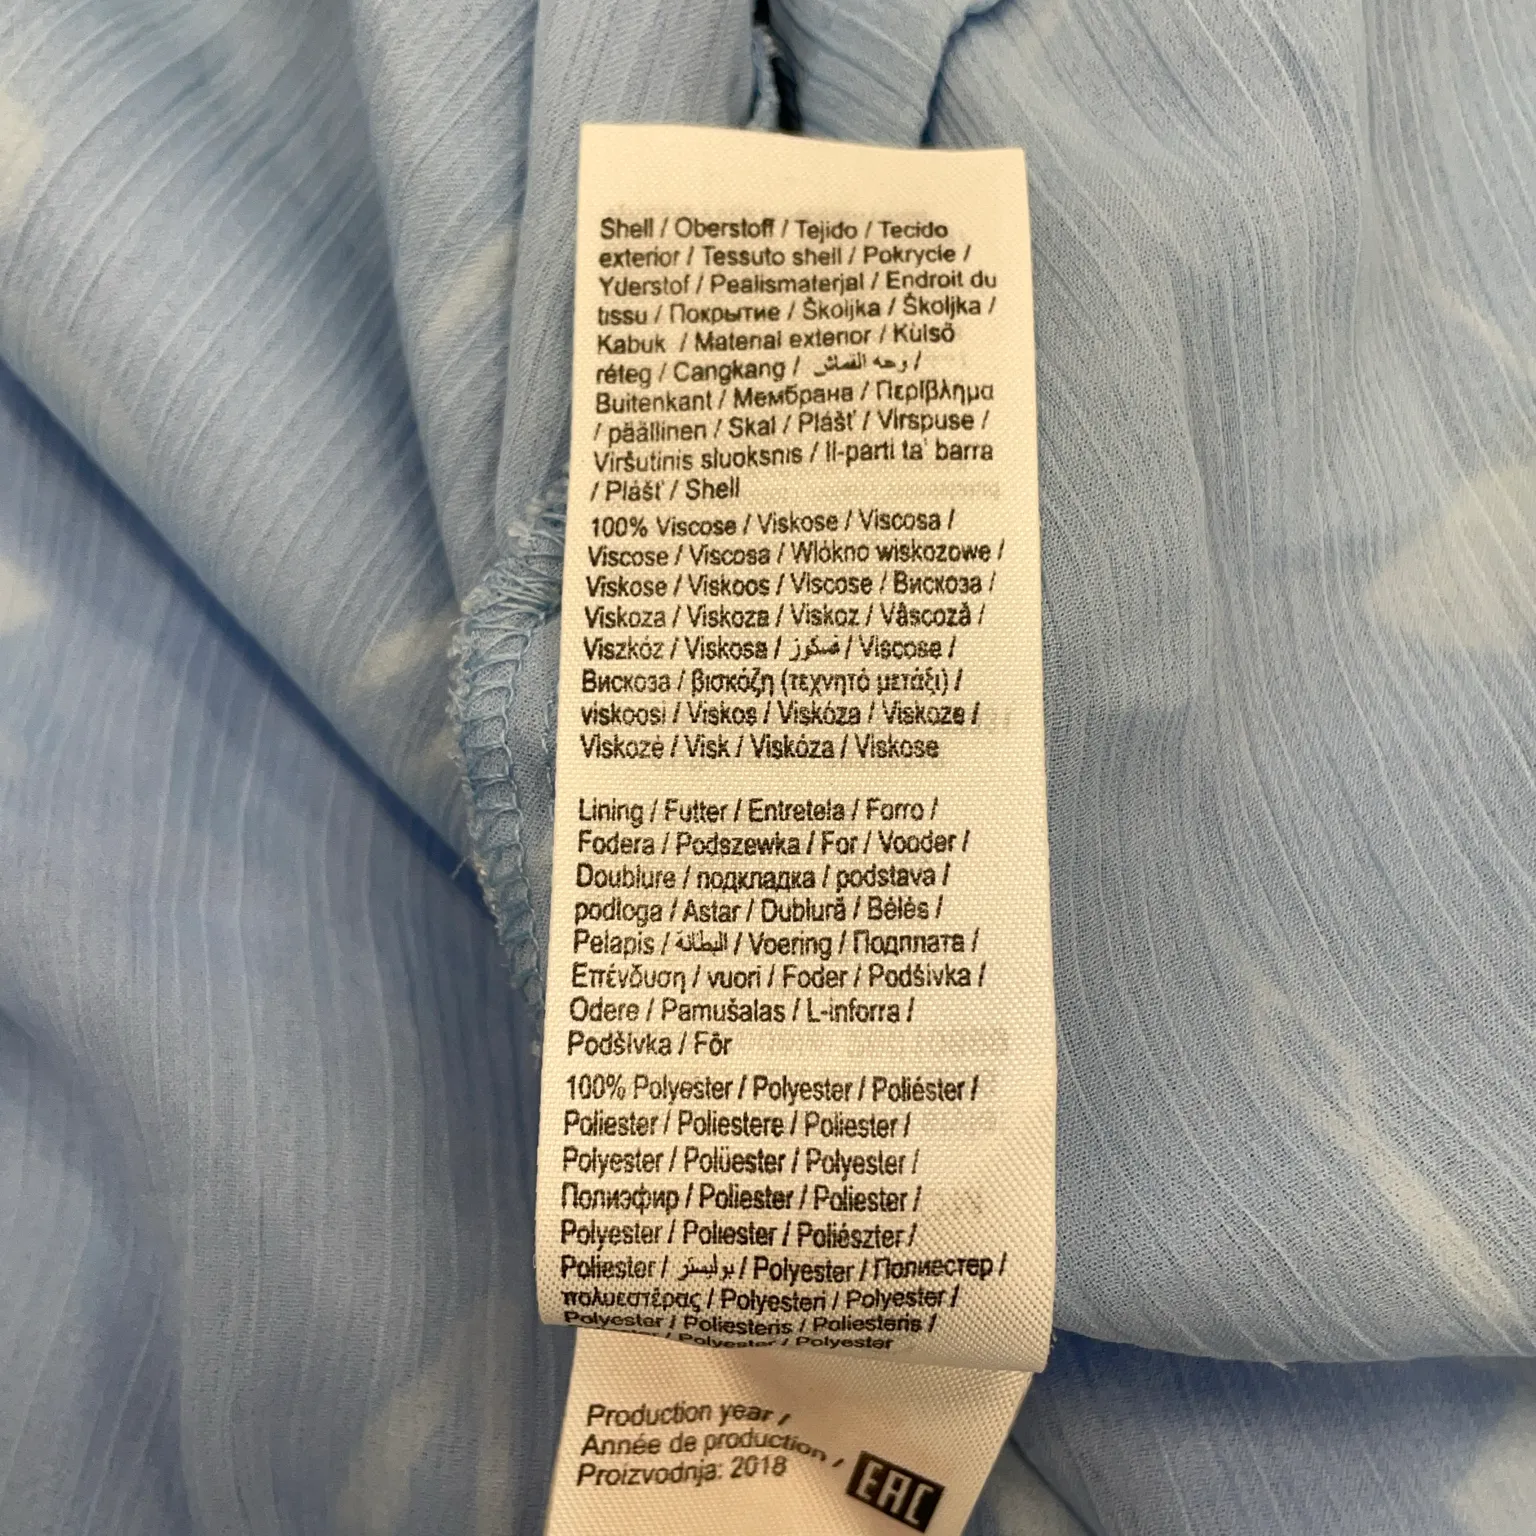 Shell / Oberstoff / Tejido / Tecido
exterior / Tessuto shell / Pokrycie /
Yderstof / Pealismaterjal / Endroit du
tissu / Покрытие / Školjka / Školjka /
Kabuk / Material exterior / Külső
réteg / Cangkang / وجه القماش /
Buitenkant / Мембрана / Περίβλημα
/ päällinen / Skal / Plášť / Virspuse /
Viršutinis sluoksnis / Il-parti ta' barra
/ Plášť / Shell
100% Viscose / Viskose / Viscosa /
Viscose / Viscosa / Włókno wiskozowe /
Viskose / Viskoos / Viscose / Вискоза /
Viskoza / Viskoza / Viskoz / Vâscoză /
Viszkóz / Viskosa / فسكوز / Viscose /
Вискоза / βισκόζη (τεχνητό μετάξι) /
viskoosi / Viskos / Viskóza / Viskoze /
Viskozė / Visk / Viskóza / Viskose
Lining / Futter / Entretela / Forro /
Fodera / Podszewka / For / Vooder /
Doublure / подкладка / podstava /
podloga / Astar / Dublură / Bélés /
Pelapis / البطانة / Voering / Подплата /
Επένδυση / vuori / Foder / Podšívka /
Odere / Pamušalas / L-inforra /
Podšívka / Fôr
100% Polyester / Polyester / Poliéster /
Poliester / Poliestere / Poliester /
Polyester / Polüester / Polyester /
Полиэфир / Poliester / Poliester /
Polyester / Poliester / Poliészter /
Poliester / بوليستر / Polyester / Полиестер /
πολυεστέρας / Polyesteri / Polyester /
Polyester / Poliesteris / Poliesteris /
/ Polyester / Polyester
Production year /
Année de production /
Proizvodnja: 2018
EAC